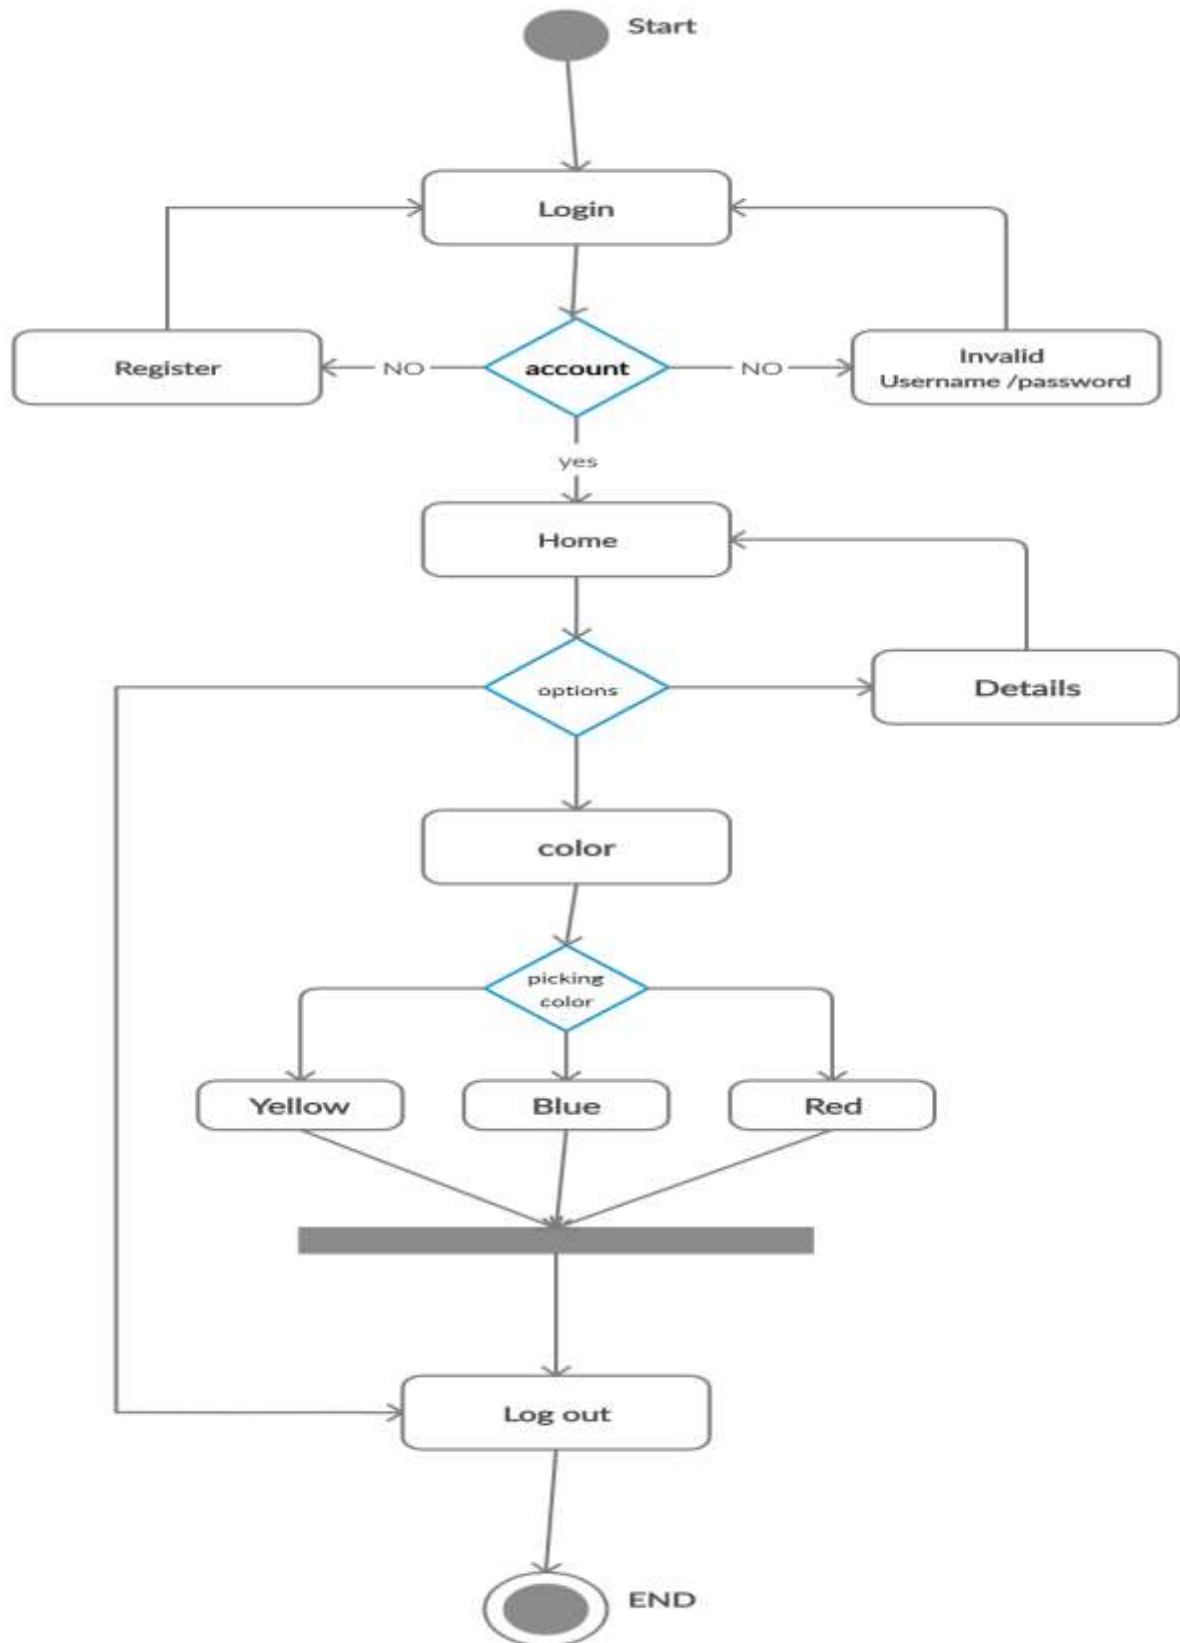 Start
Login
Register
NO
account
NO
Invalid
Username /password
yes
Home
options
Details
color
picking
color
Yellow
Blue
Red
Log out
END